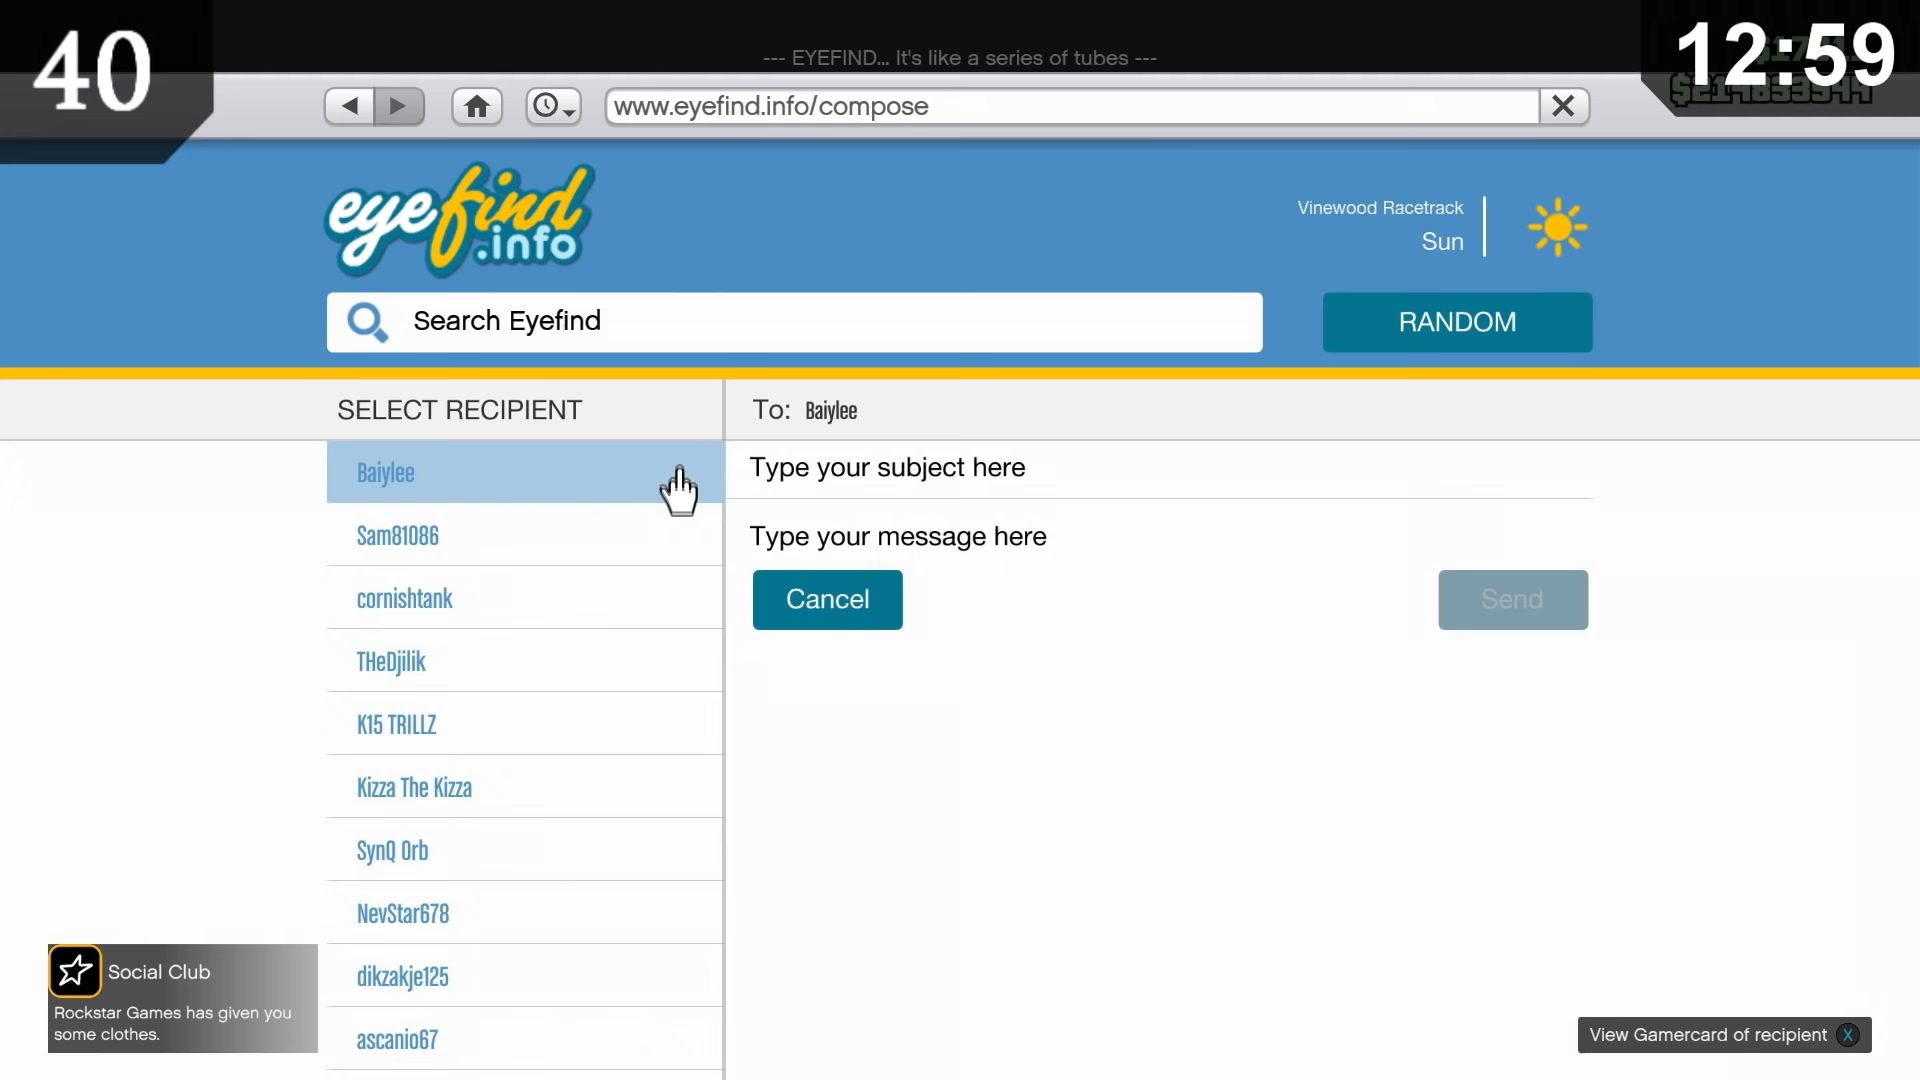 40
12:59
--- EYEFIND... It's like a series of tubes ---
www.eyefind.info/compose
eyefind
.info
Vinewood Racetrack
Sun
Search Eyefind
RANDOM
SELECT RECIPIENT
To: Baiylee
Baiylee
Type your subject here
Sam81086
Type your message here
cornishtank
Cancel
Send
THeDjilik
K15 TRILLZ
Kizza The Kizza
SynQ Orb
NevStar678
dikzakje125
ascanio67
Social Club
Rockstar Games has given you
some clothes.
View Gamercard of recipient X